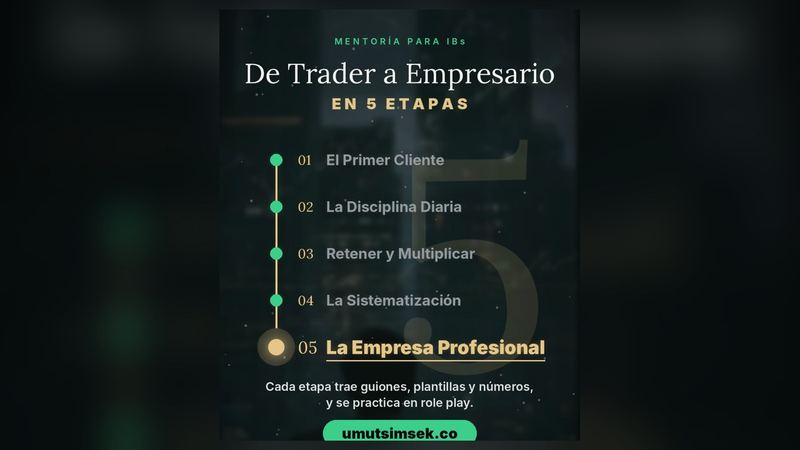 MENTORÍA PARA IBs
De Trader a Empresario
EN 5 ETAPAS
5
01 El Primer Cliente
02 La Disciplina Diaria
03 Retener y Multiplicar
04 La Sistematización
05 La Empresa Profesional
Cada etapa trae guiones, plantillas y números,
y se practica en role play.
umutsimsek.co